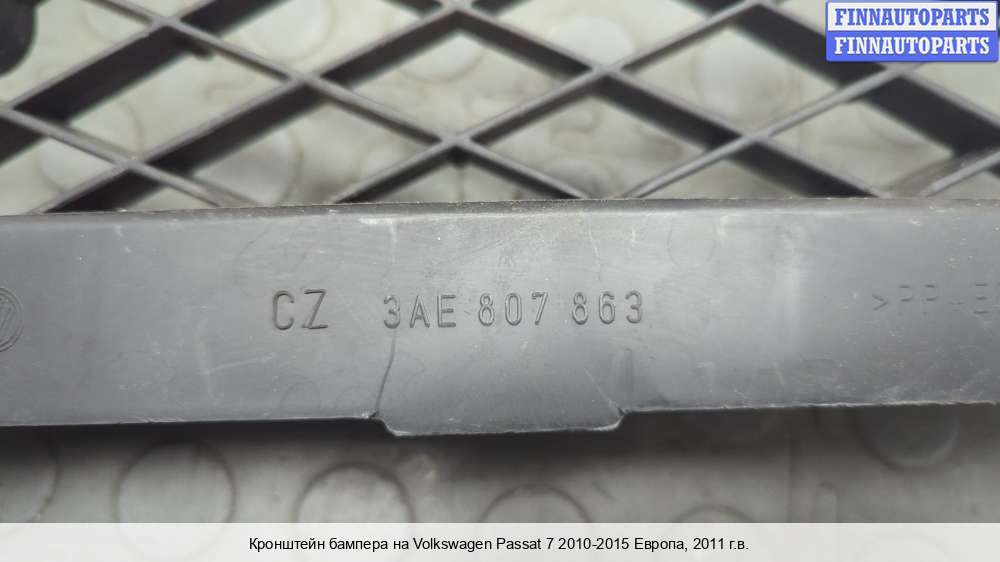 FINNAUTOPARTS
FINNAUTOPARTS
CZ 3AE 807 863
Кронштейн бампера на Volkswagen Passat 7 2010-2015 Европа, 2011 г.в.